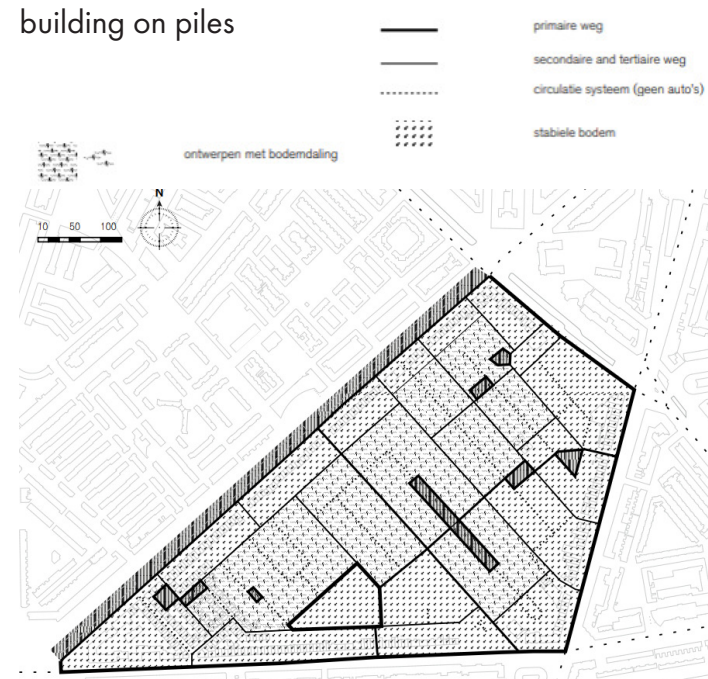 building on piles
primaire weg
secondaire and tertiaire weg
circulatie systeem (geen auto's)
stabiele bodem
ontwerpen met bodemdaling
N
10 50 100